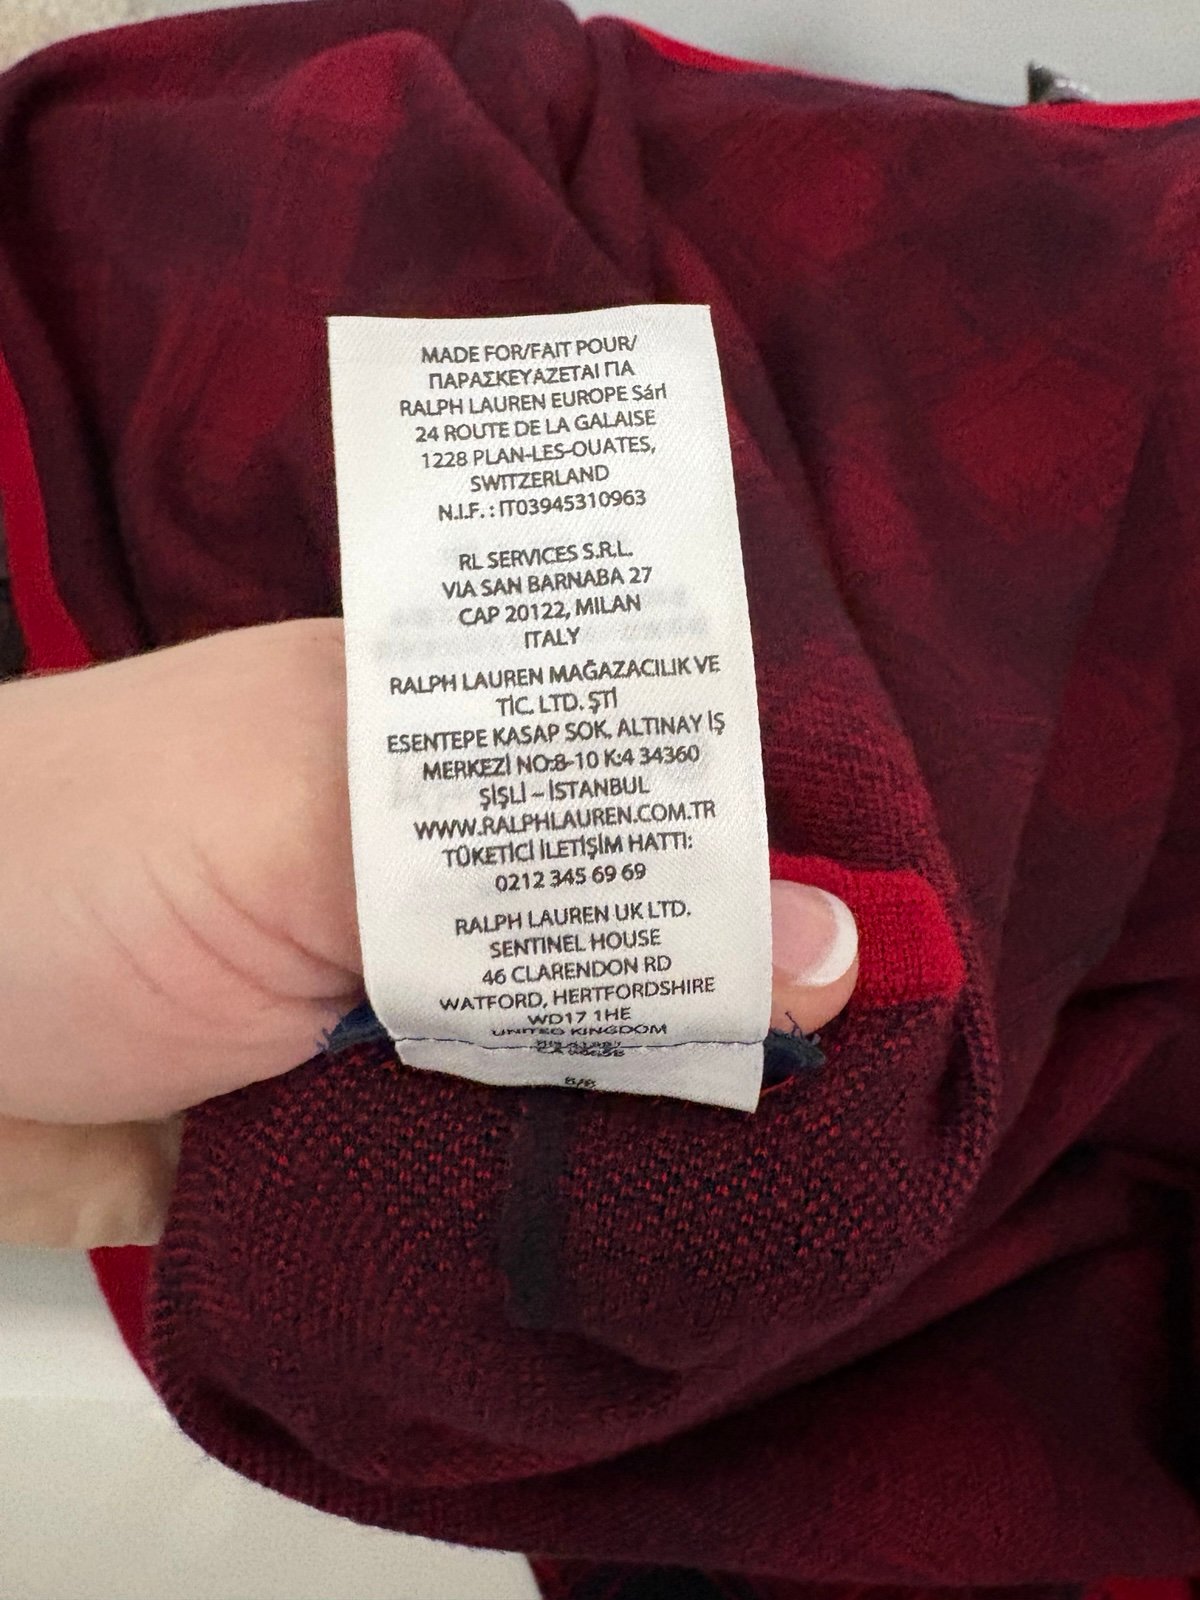 MADE FOR/FAIT POUR/
ΠΑΡΑΣΚΕΥΑΖΕΤΑΙ ΓΙΑ
RALPH LAUREN EUROPE Sárl
24 ROUTE DE LA GALAISE
1228 PLAN-LES-OUATES,
SWITZERLAND
N.I.F. : IT03945310963
RL SERVICES S.R.L.
VIA SAN BARNABA 27
CAP 20122, MILAN
ITALY
RALPH LAUREN MAĞAZACILIK VE
TİC. LTD. ŞTİ
ESENTEPE KASAP SOK. ALTINAY İŞ
MERKEZİ NO:8-10 K:4 34360
ŞİŞLİ – İSTANBUL
WWW.RALPHLAUREN.COM.TR
TÜKETİCİ İLETİŞİM HATTI:
0212 345 69 69
RALPH LAUREN UK LTD.
SENTINEL HOUSE
46 CLARENDON RD
WATFORD, HERTFORDSHIRE
WD17 1HE
UNITED KINGDOM